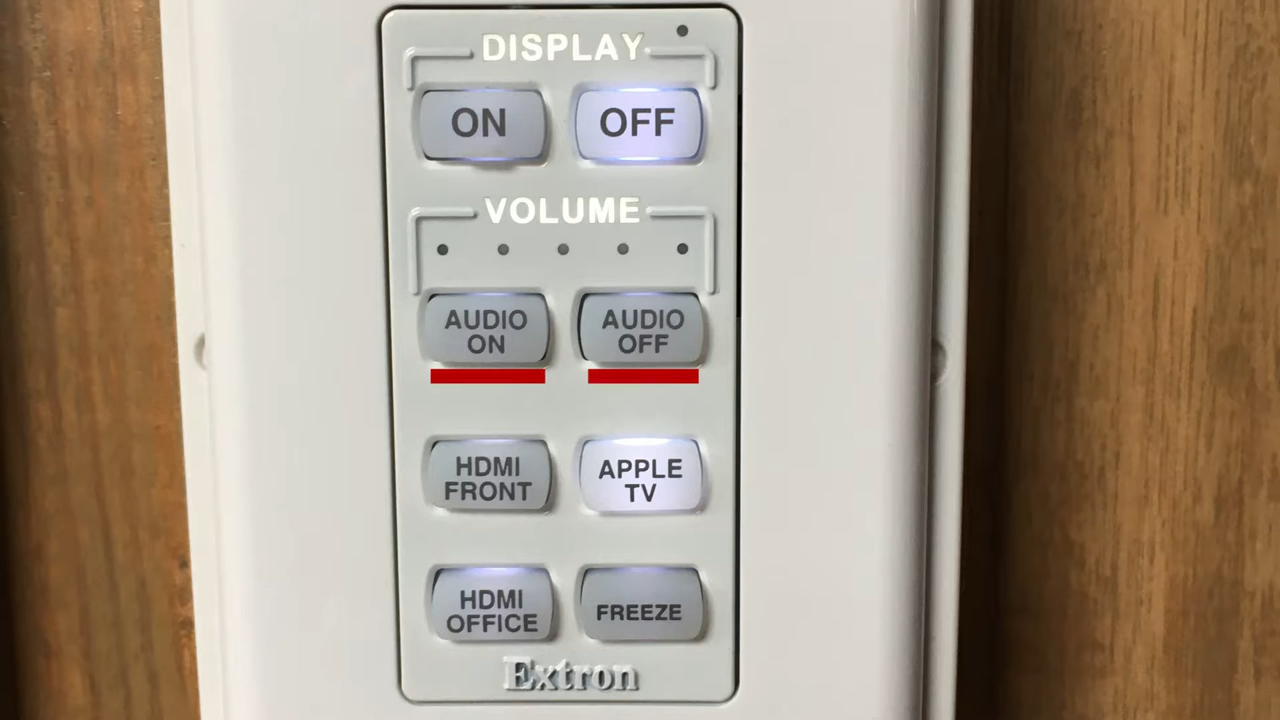 DISPLAY
ON OFF
VOLUME
AUDIO ON
AUDIO OFF
HDMI FRONT
APPLE TV
HDMI OFFICE
FREEZE
Extron